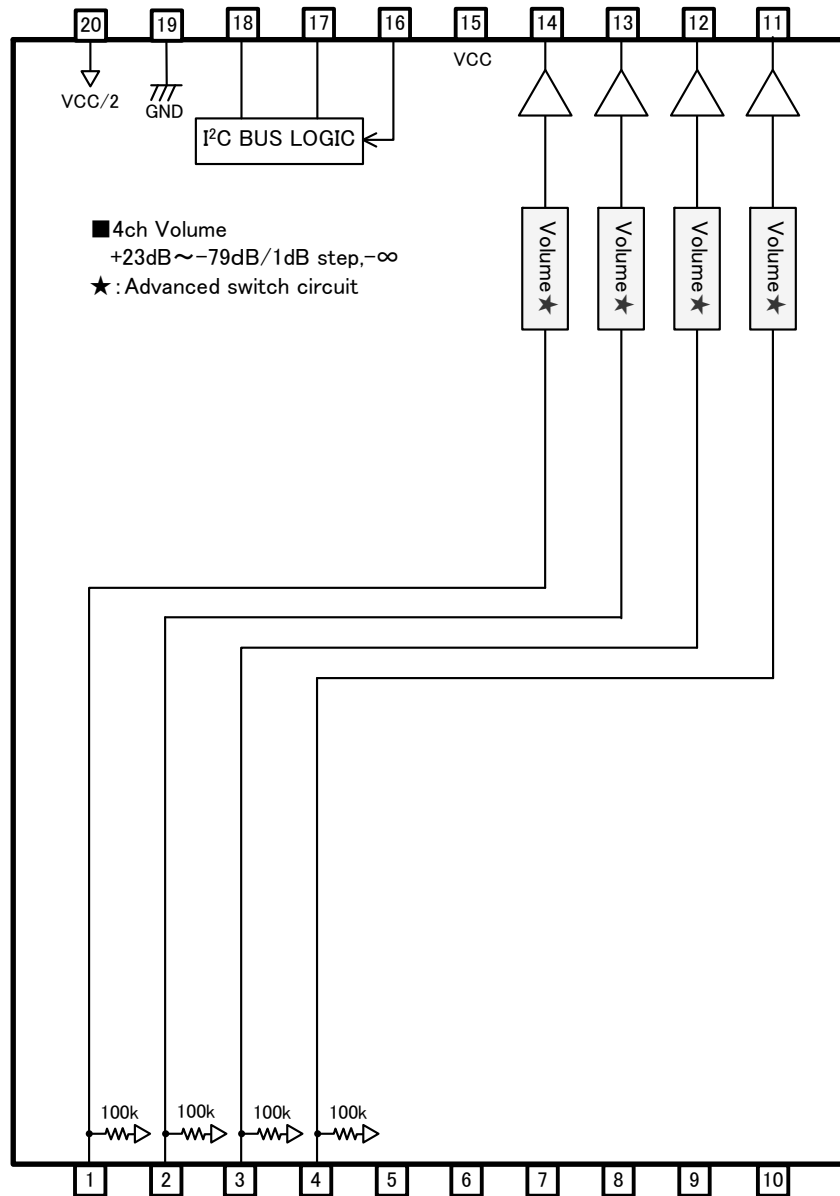 20 19 18 17 16 15 14 13 12 11
VCC
VCC/2
GND
I²C BUS LOGIC
■4ch Volume
+23dB～-79dB/1dB step,-∞
★:Advanced switch circuit
Volume★ Volume★ Volume★ Volume★
100k 100k 100k 100k
1 2 3 4 5 6 7 8 9 10